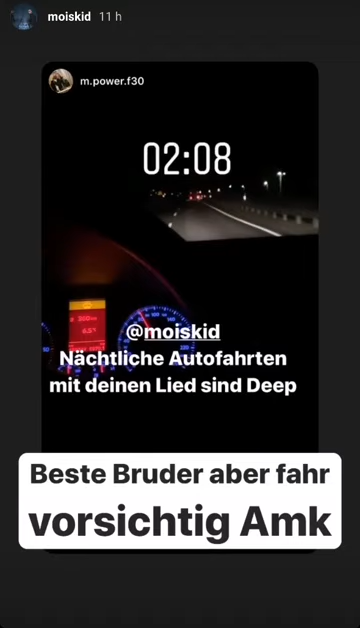 moiskid 11 h
m.power.f30
02:08
@moiskid
Nächtliche Autofahrten
mit deinen Lied sind Deep
Beste Bruder aber fahr
vorsichtig Amk